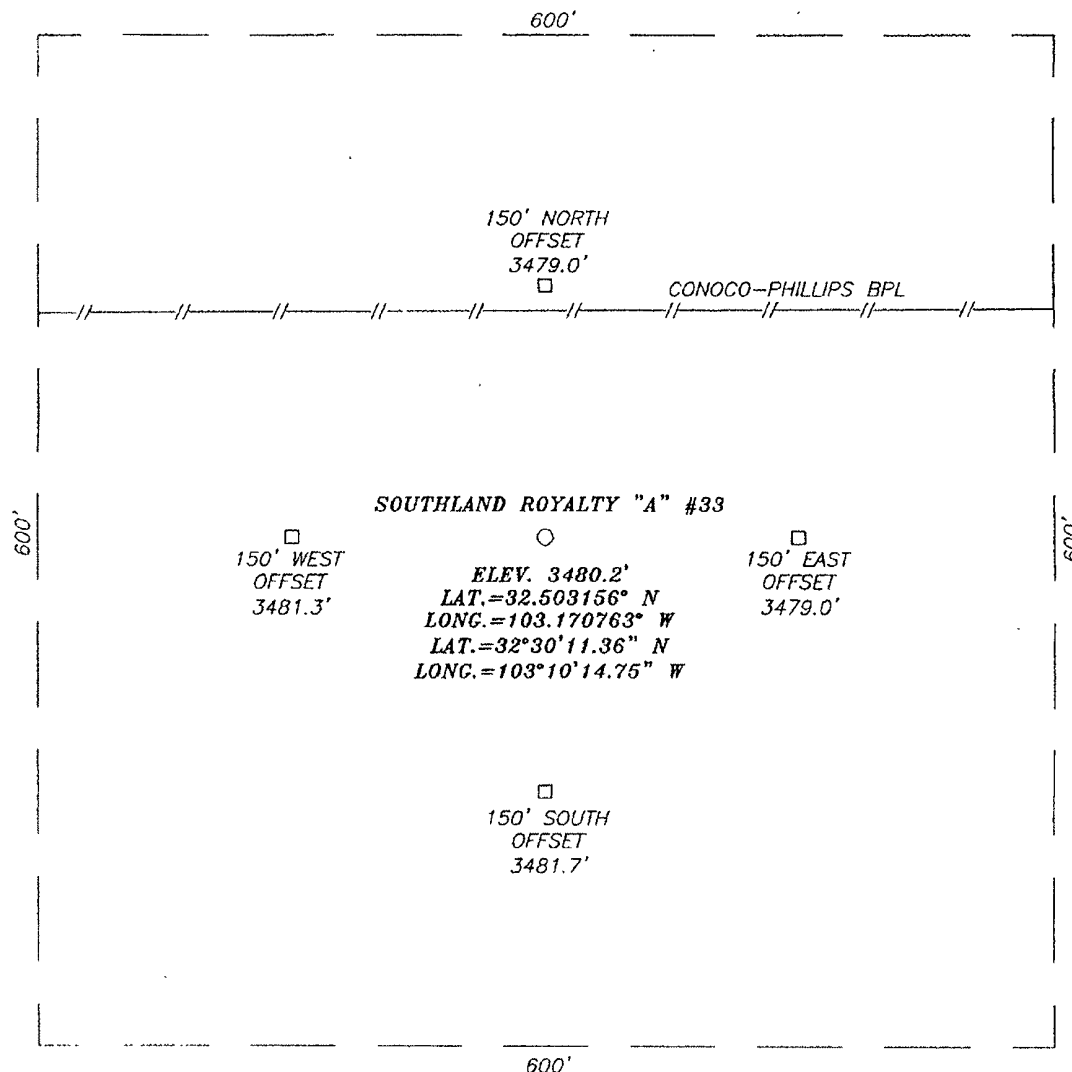 600'
150' NORTH
OFFSET
3479.0'
CONOCO-PHILLIPS BPL
600'
600'
SOUTHLAND ROYALTY "A" #33
150' WEST
OFFSET
3481.3'
ELEV. 3480.2'
LAT.=32.503156° N
LONG.=103.170763° W
LAT.=32°30'11.36" N
LONG.=103°10'14.75" W
150' EAST
OFFSET
3479.0'
150' SOUTH
OFFSET
3481.7'
600'